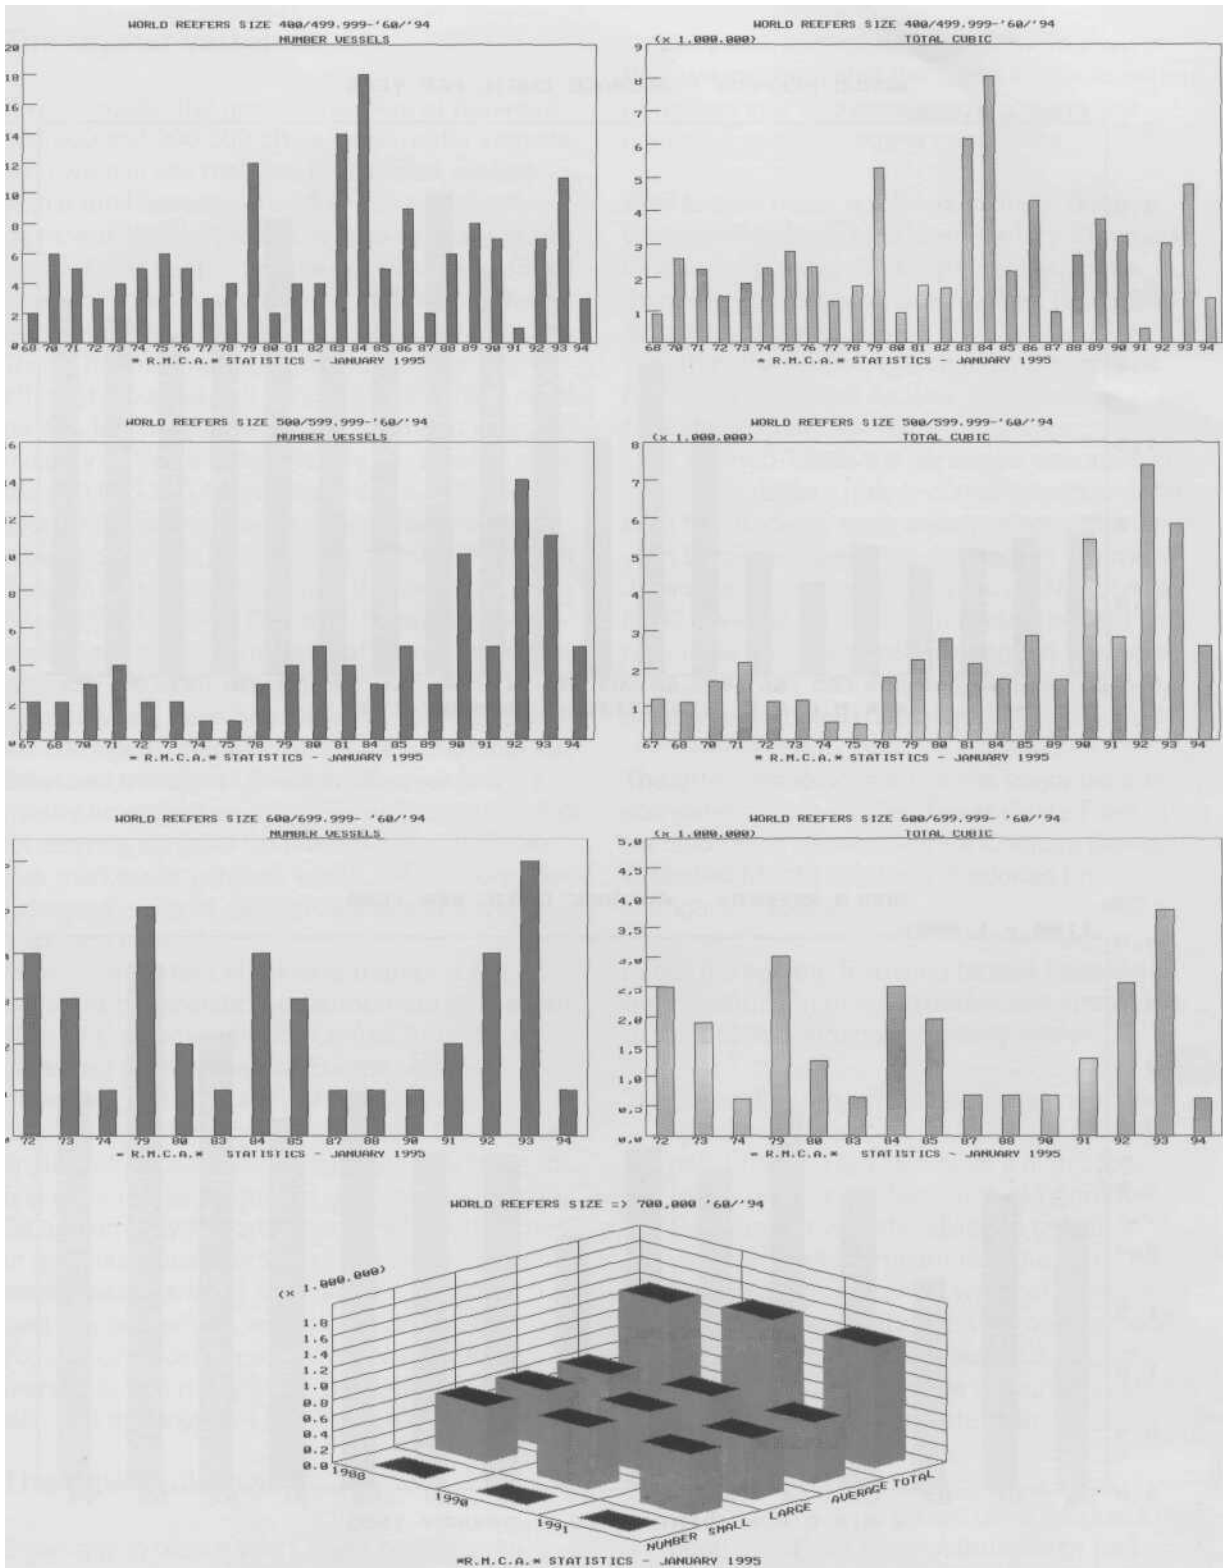 WORLD REEFERS SIZE 400/499.999-'60/'94
NUMBER VESSELS
20
18
16
14
12
10
8
6
4
2
0
68 70 71 72 73 74 75 76 77 78 79 80 81 82 83 84 85 86 87 88 89 90 91 92 93 94
* R.M.C.A.* STATISTICS - JANUARY 1995
WORLD REEFERS SIZE 400/499.999-'60/'94
(x 1.000.000) TOTAL CUBIC
9
8
7
6
5
4
3
2
1
68 70 71 72 73 74 75 76 77 78 79 80 81 82 83 84 85 86 87 88 89 90 91 92 93 94
* R.M.C.A.* STATISTICS - JANUARY 1995
WORLD REEFERS SIZE 500/599.999-'60/'94
NUMBER VESSELS
8
6
4
2
0
67 68 70 71 72 73 74 75 78 79 80 81 84 85 89 90 91 92 93 94
* R.M.C.A.* STATISTICS - JANUARY 1995
WORLD REEFERS SIZE 500/599.999-'60/'94
(x 1.000.000) TOTAL CUBIC
8
7
6
5
4
3
2
1
67 68 70 71 72 73 74 75 78 79 80 81 84 85 89 90 91 92 93 94
* R.M.C.A.* STATISTICS - JANUARY 1995
WORLD REEFERS SIZE 600/699.999- '60/'94
NUMBER VESSELS
72 73 74 79 80 83 84 85 87 88 90 91 92 93 94
* R.M.C.A.* STATISTICS - JANUARY 1995
WORLD REEFERS SIZE 600/699.999- '60/'94
(x 1.000.000) TOTAL CUBIC
5,0
4,5
4,0
3,5
3,0
2,5
2,0
1,5
1,0
0,5
0,0
72 73 74 79 80 83 84 85 87 88 90 91 92 93 94
* R.M.C.A.* STATISTICS - JANUARY 1995
WORLD REEFERS SIZE => 700.000 '60/'94
(x 1.000.000)
1.8
1.6
1.4
1.2
1.0
0.8
0.6
0.4
0.2
0.0
1988
1990
1991
NUMBER SMALL LARGE AVERAGE TOTAL
*R.M.C.A.* STATISTICS - JANUARY 1995